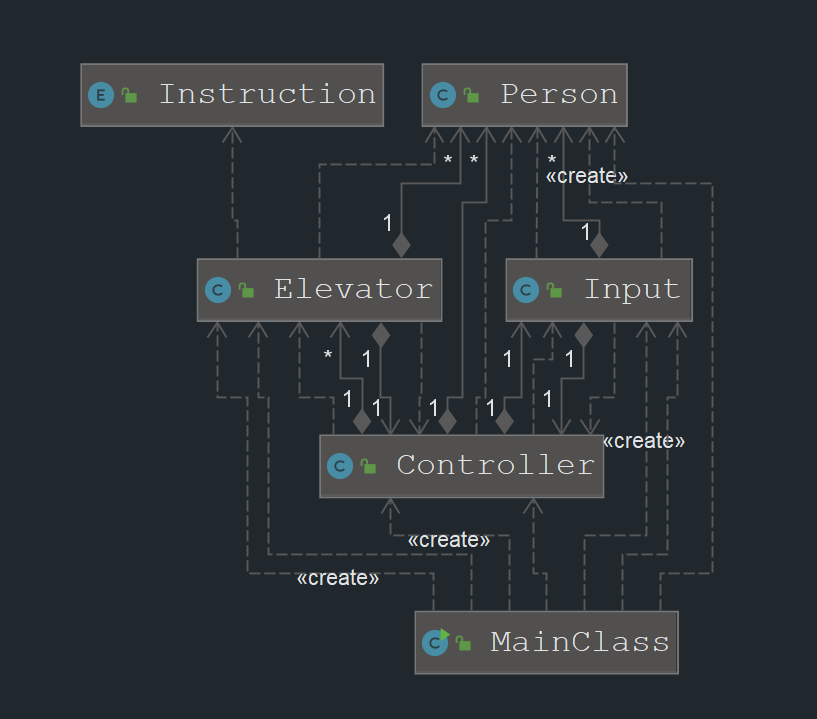 E Instruction
C Person
* * *
«create»
1 1
C Elevator
C Input
* 1 1 1
1 1 1 1 1
C Controller
«create»
«create»
«create»
C MainClass